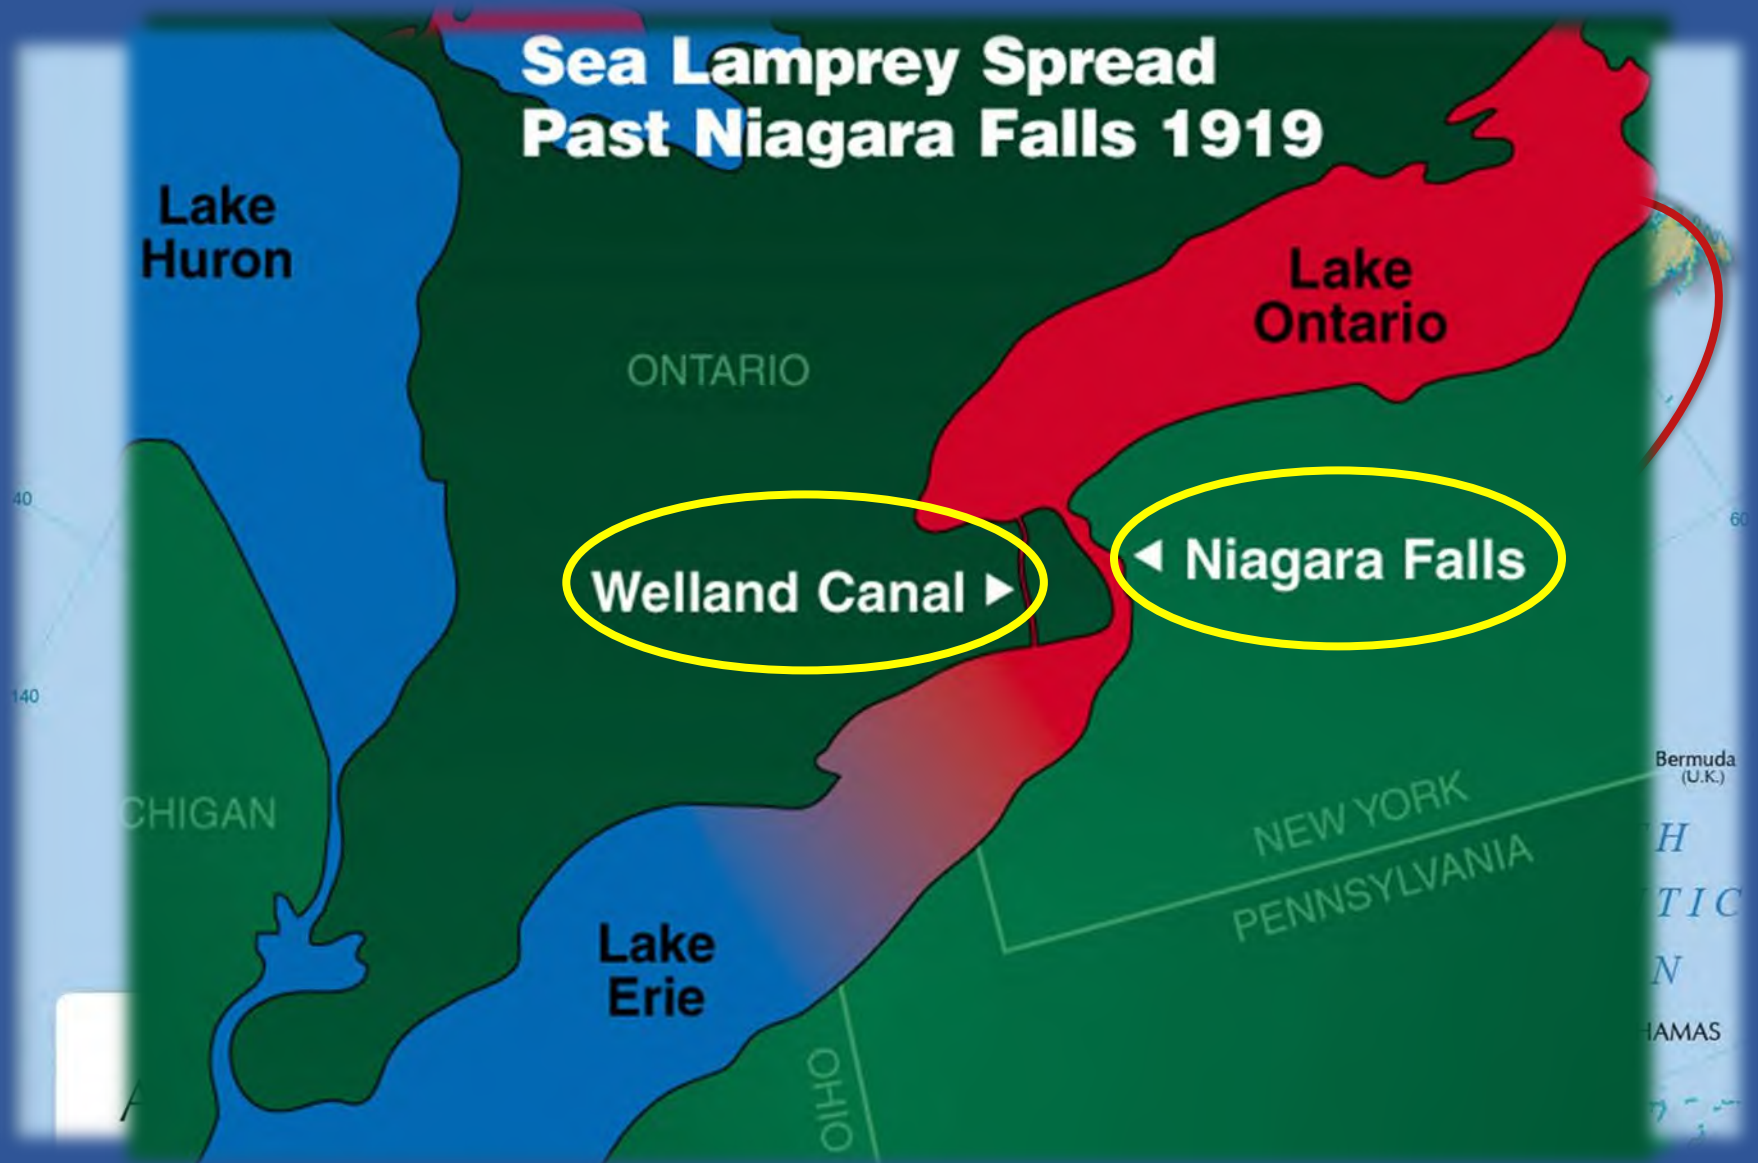 Sea Lamprey Spread
Past Niagara Falls 1919
Lake
Huron
Lake
Ontario
ONTARIO
40
60
Welland Canal
Niagara Falls
140
Bermuda
(U.K.)
CHIGAN
NEW YORK
PENNSYLVANIA
H
TIC
N
Lake
Erie
HAMAS
OHIO
A